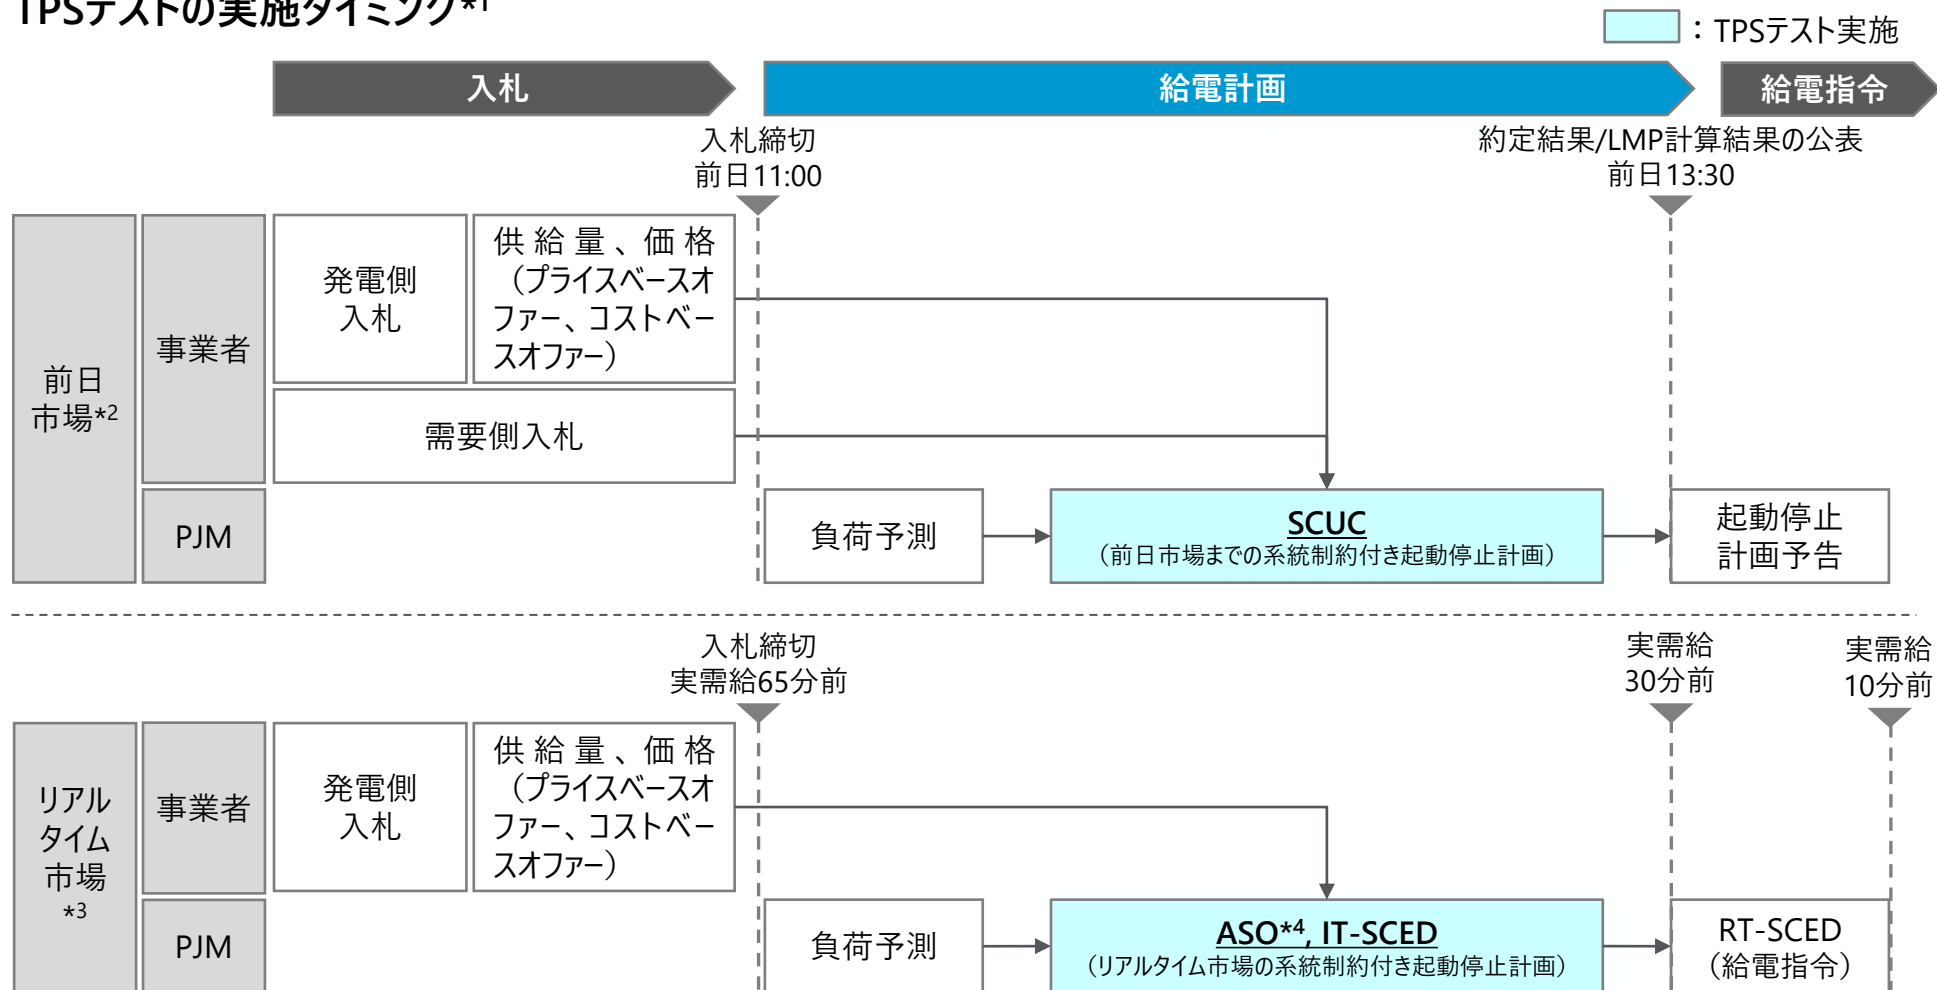 TPSテストの実施タイミング*1
：TPSテスト実施
入札
給電計画
給電指令
入札締切
前日11:00
約定結果/LMP計算結果の公表
前日13:30
前日
市場*2
事業者
発電側
入札
供給量、価格
（プライスベースオ
ファー、コストベー
スオファー）
需要側入札
PJM
負荷予測
SCUC
（前日市場までの系統制約付き起動停止計画）
起動停止
計画予告
入札締切
実需給65分前
実需給
30分前
実需給
10分前
リアル
タイム
市場
*3
事業者
発電側
入札
供給量、価格
（プライスベースオ
ファー、コストベー
スオファー）
PJM
負荷予測
ASO*4, IT-SCED
（リアルタイム市場の系統制約付き起動停止計画）
RT-SCED
（給電指令）